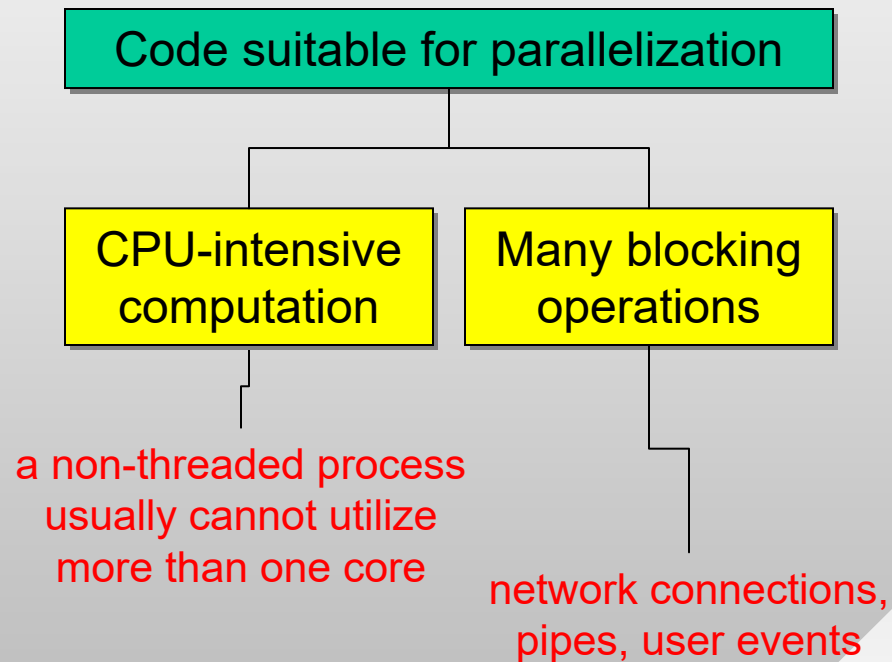 Code suitable for parallelization
CPU-intensive
computation
Many blocking
operations
a non-threaded process
usually cannot utilize
more than one core
network connections,
pipes, user events